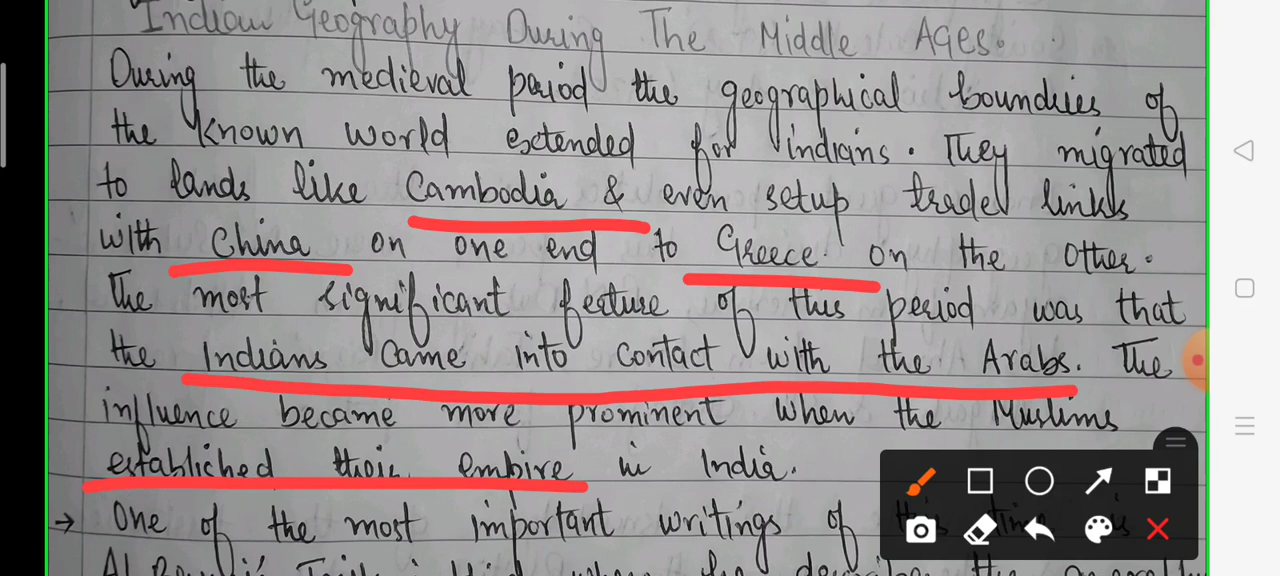 Indian Geography During The Middle Ages.
During the medieval period the geographical boundries of
the known world extended for indians. They migrated
to lands like Cambodia & even setup trade links
with China on one end to Greece on the other.
The most significant festure of this period was that
the Indians came into contact with the Arabs. The
influence became more prominent when the Muslims
established their empire in India.
→ One of the most important writings of